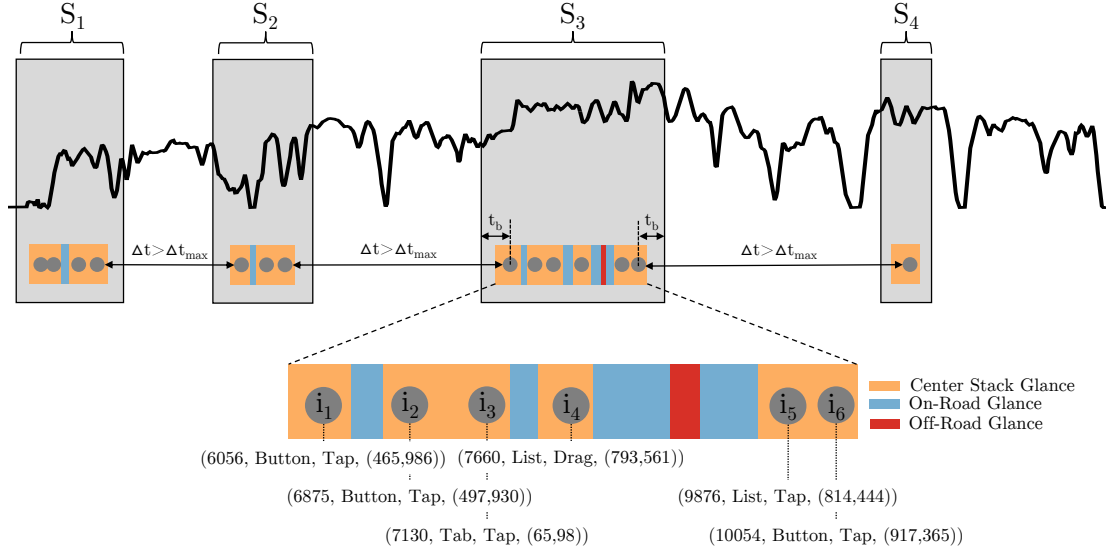 S1
S2
S3
S4
tb
tb
Δt>Δtmax
Δt>Δtmax
Δt>Δtmax
i1
i2
i3
i4
i5
i6
Center Stack Glance
On-Road Glance
Off-Road Glance
(6056, Button, Tap, (465,986))
(7660, List, Drag, (793,561))
(6875, Button, Tap, (497,930))
(9876, List, Tap, (814,444))
(7130, Tab, Tap, (65,98))
(10054, Button, Tap, (917,365))